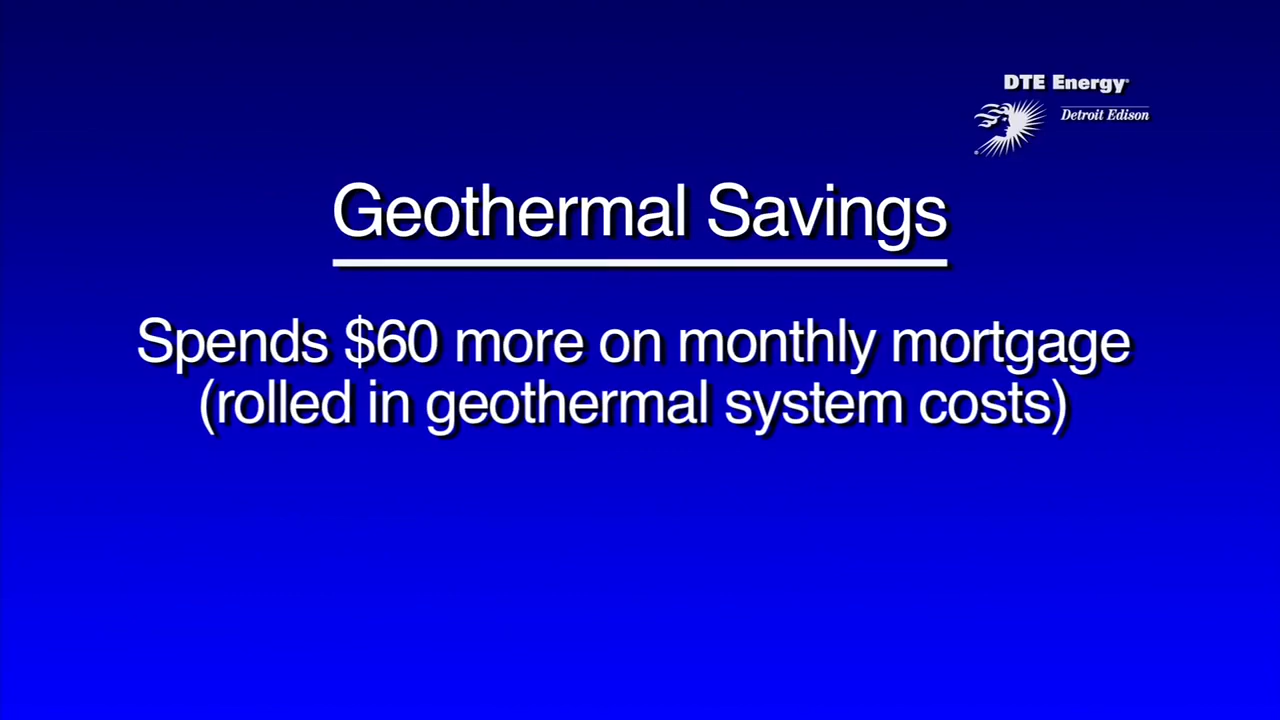 DTE Energy®
Detroit Edison
Geothermal Savings
Spends $60 more on monthly mortgage
(rolled in geothermal system costs)